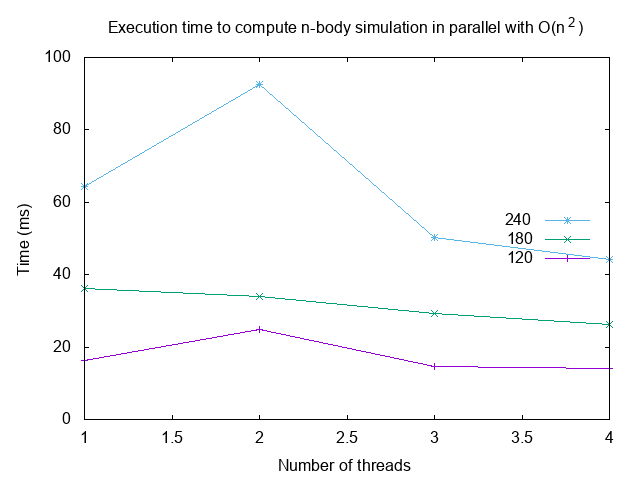 Execution time to compute n-body simulation in parallel with O(n²)
100
80
60
40
20
0
Time (ms)
240
180
120
1 1.5 2 2.5 3 3.5 4
Number of threads